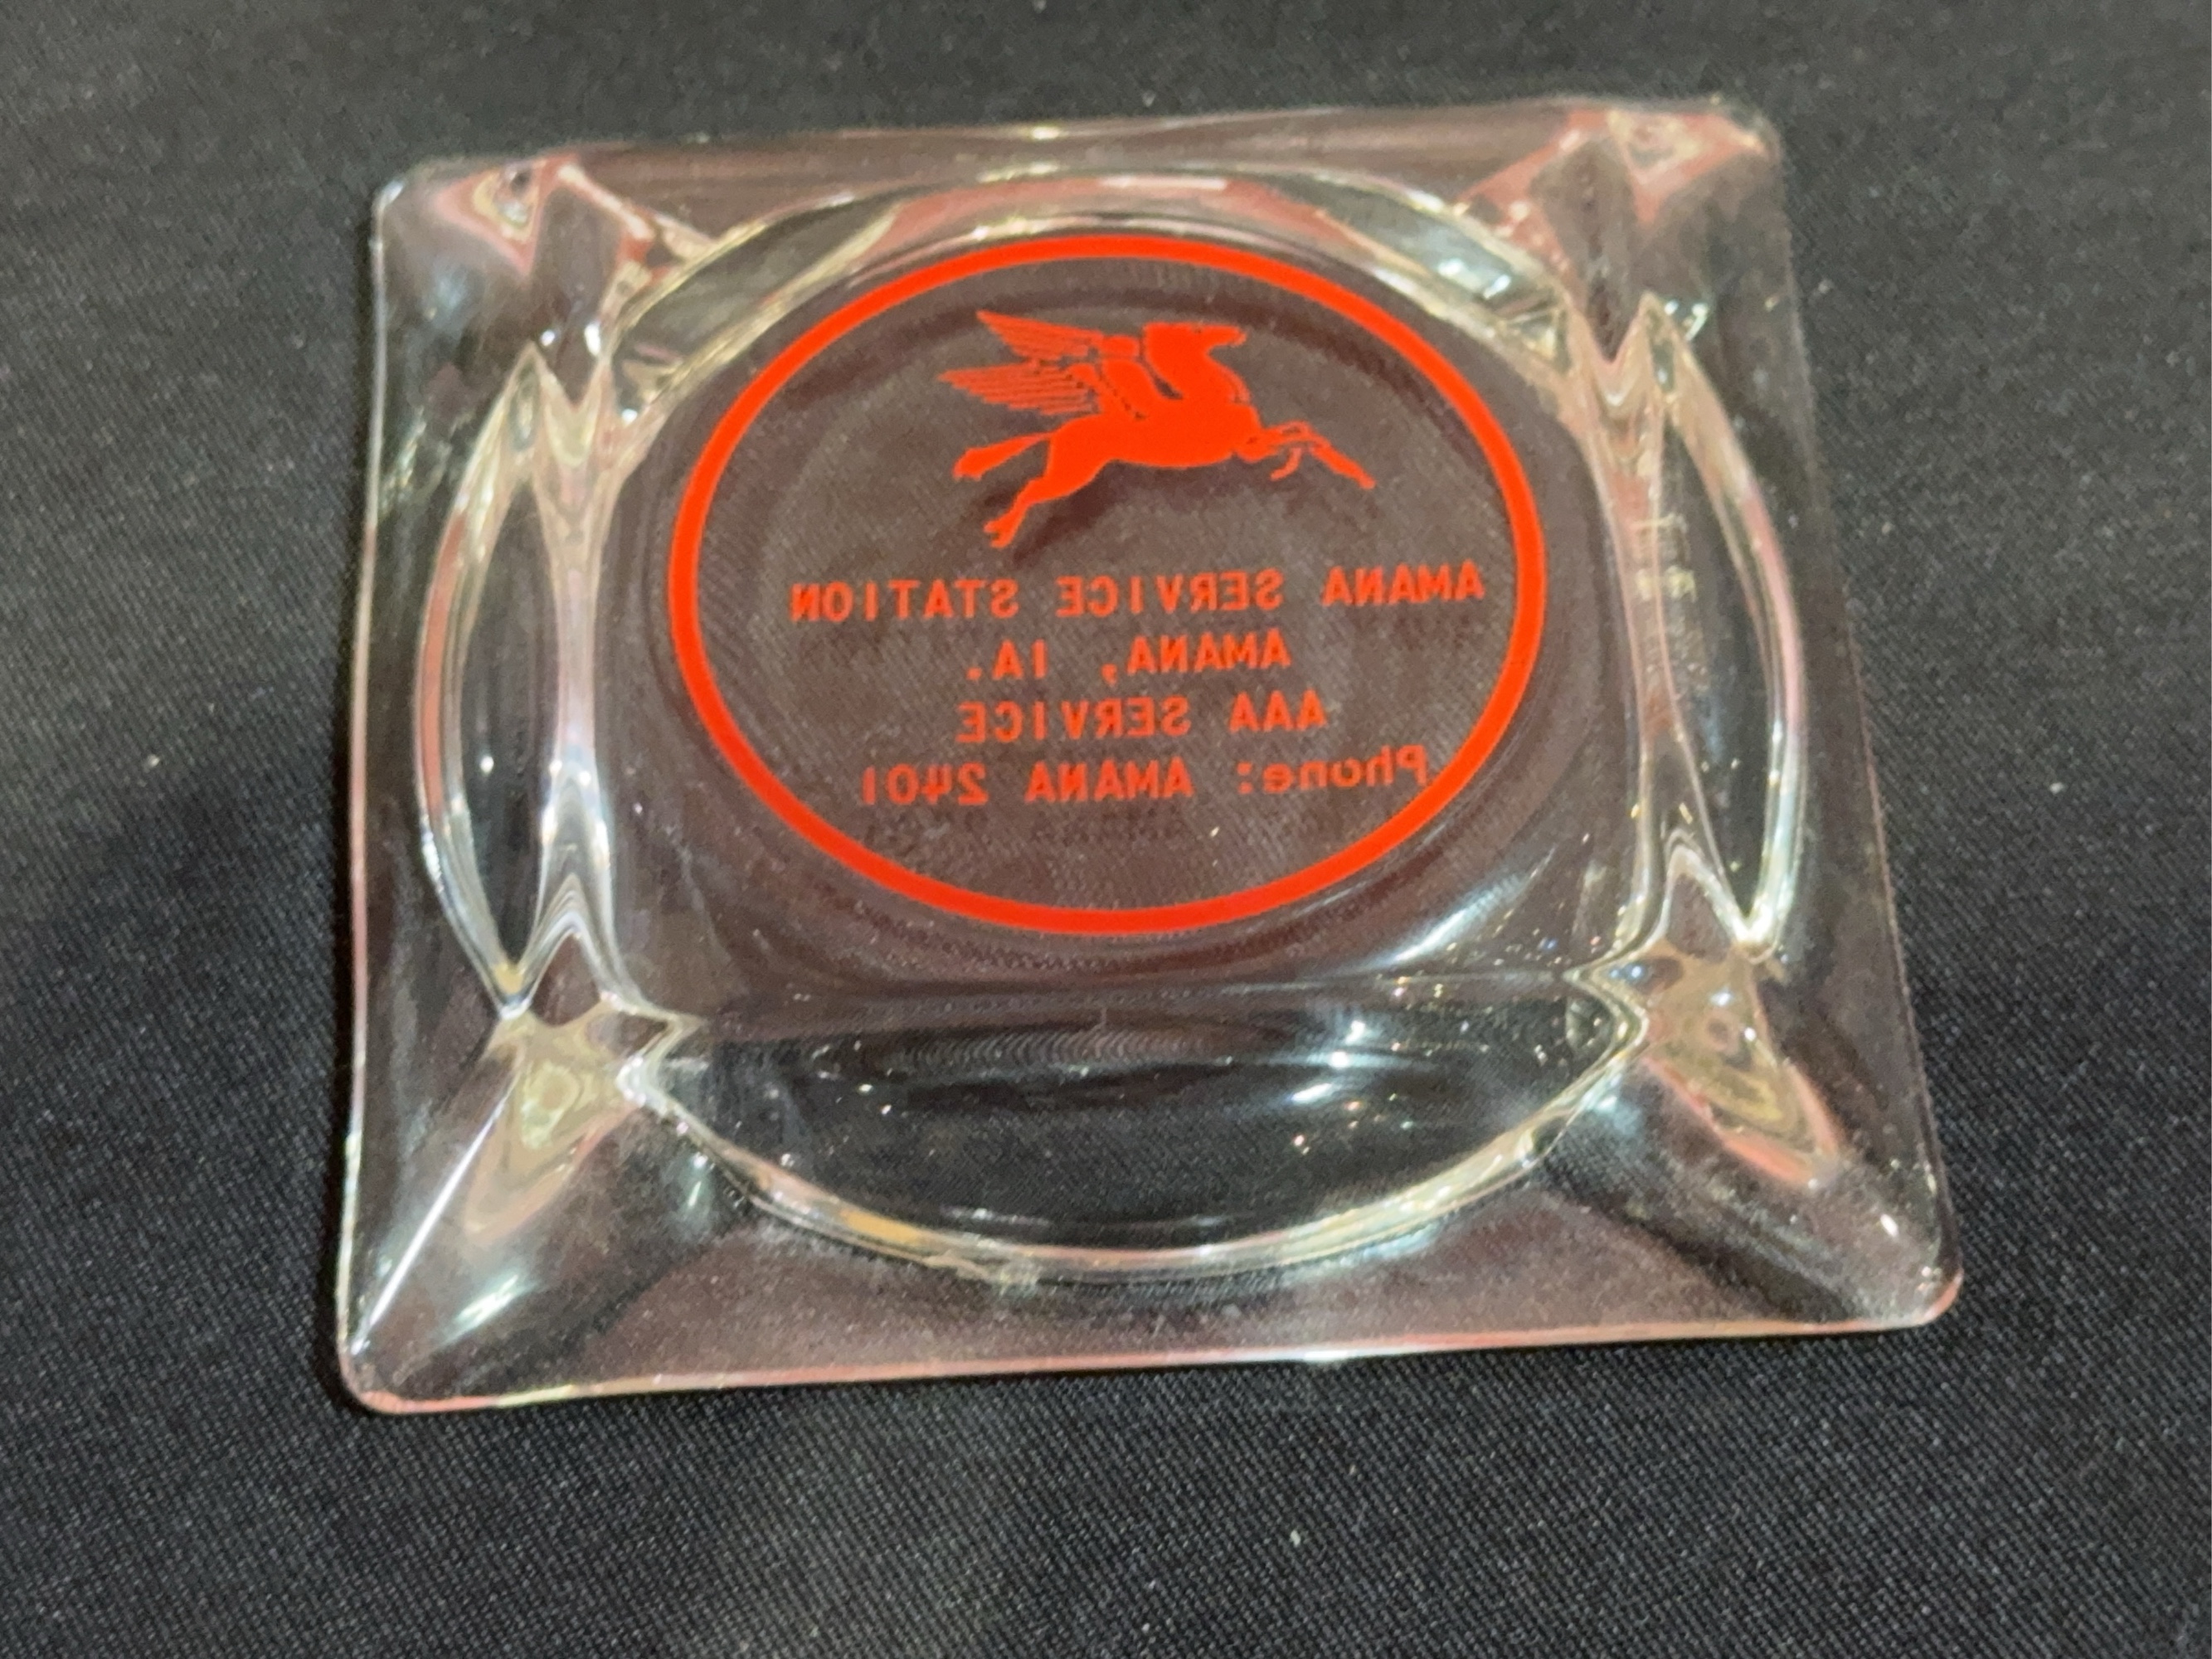 AMANA SERVICE STATION
AMANA, IA.
AAA SERVICE
Phone: AMANA 2401